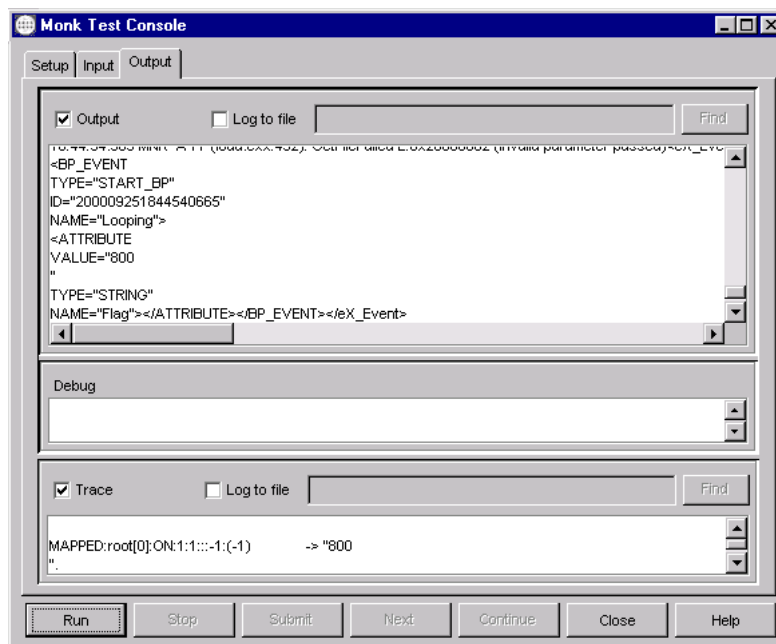 Monk Test Console
Setup Input Output
Output Log to file Find
<BP_EVENT
TYPE="START_BP"
ID="200009251844540665"
NAME="Looping">
<ATTRIBUTE
VALUE="800
"
TYPE="STRING"
NAME="Flag"></ATTRIBUTE></BP_EVENT></eX_Event>
Debug
Trace Log to file Find
MAPPED:root[0]:ON:1:1:::-1:(-1) -> "800
".
Run Stop Submit Next Continue Close Help